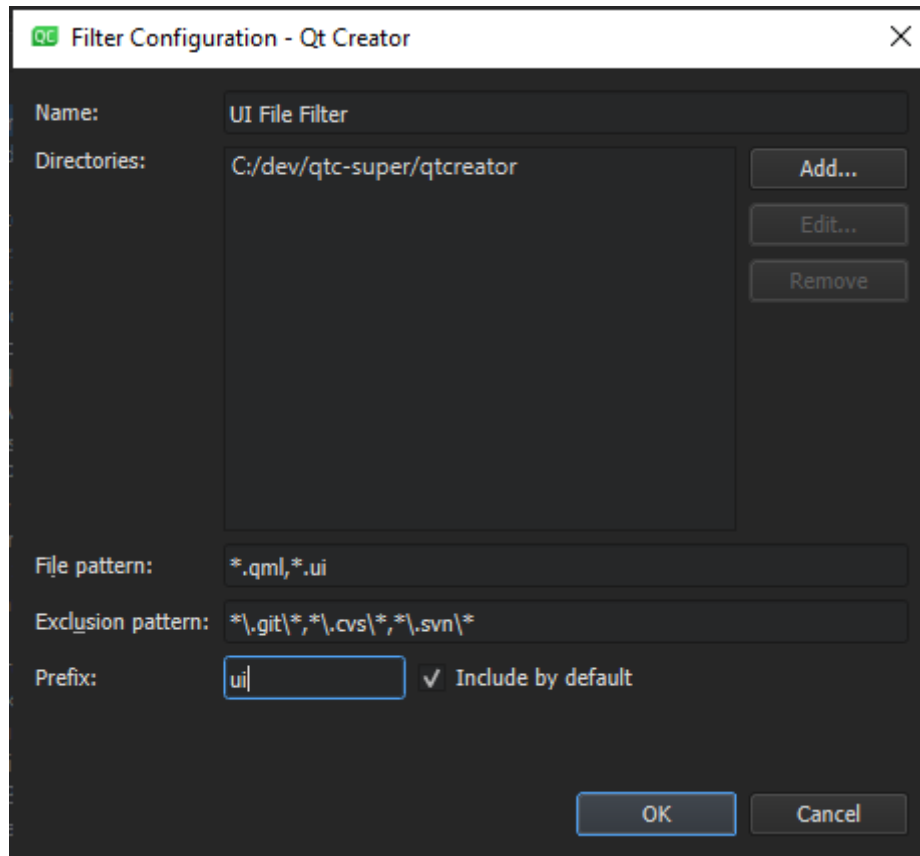 QC Filter Configuration - Qt Creator
Name: UI File Filter
Directories: C:/dev/qtc-super/qtcreator Add...
Edit...
Remove
File pattern: *.qml,*.ui
Exclusion pattern: *\.git\*,*\.cvs\*,*\.svn\*
Prefix: ui Include by default
OK Cancel